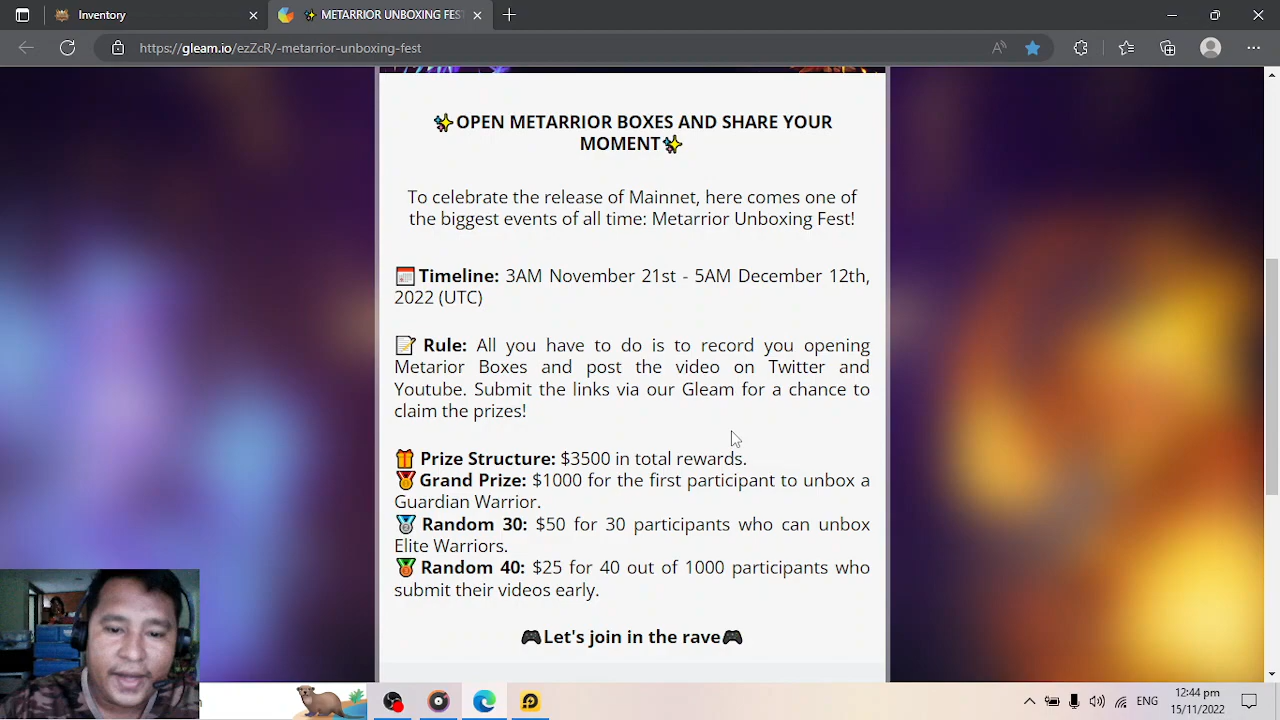 Inventory
✨ METARRIOR UNBOXING FEST
https://gleam.io/ezZcR/-metarrior-unboxing-fest
✨OPEN METARRIOR BOXES AND SHARE YOUR
MOMENT✨
To celebrate the release of Mainnet, here comes one of
the biggest events of all time: Metarrior Unboxing Fest!
📅Timeline: 3AM November 21st - 5AM December 12th,
2022 (UTC)
📝 Rule: All you have to do is to record you opening
Metarior Boxes and post the video on Twitter and
Youtube. Submit the links via our Gleam for a chance to
claim the prizes!
🎁 Prize Structure: $3500 in total rewards.
🥇Grand Prize: $1000 for the first participant to unbox a
Guardian Warrior.
🥈Random 30: $50 for 30 participants who can unbox
Elite Warriors.
🥉Random 40: $25 for 40 out of 1000 participants who
submit their videos early.
🎮Let's join in the rave🎮
ENG
12:44 pm
15/11/2022